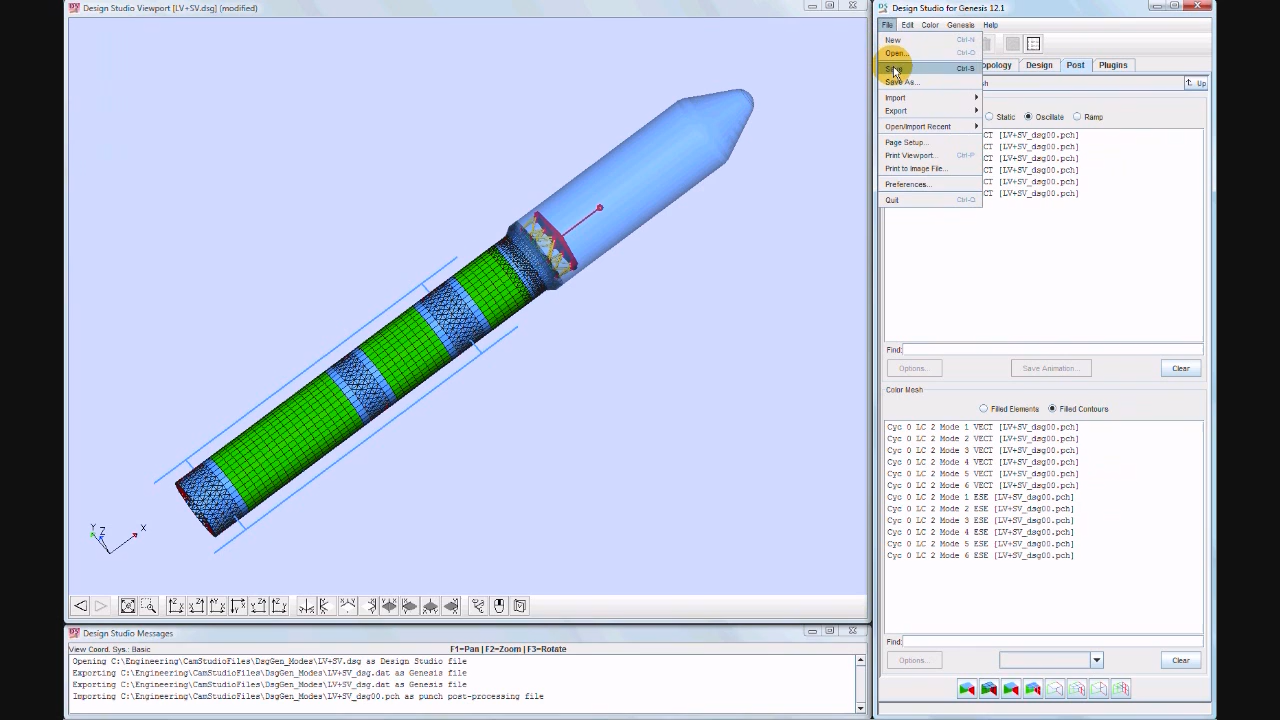 Design Studio Viewport [LV+SV.dsg] (modified)
Y
Z
X
Design Studio Messages
View Coord. Sys.: Basic
F1=Pan | F2=Zoom | F3=Rotate
Opening C:\Engineering\CamStudioFiles\DsgGen_Modes\LV+SV.dsg as Design Studio file
Exporting C:\Engineering\CamStudioFiles\DsgGen_Modes\LV+SV_dsg.dat as Genesis file
Exporting C:\Engineering\CamStudioFiles\DsgGen_Modes\LV+SV_dsg.dat as Genesis file
Importing C:\Engineering\CamStudioFiles\DsgGen_Modes\LV+SV_dsg00.pch as punch post-processing file
Design Studio for Genesis 12.1
File Edit Color Genesis Help
New Ctrl-N
Open... Ctrl-O
Save Ctrl-S
Save As...
Import
Export
Open/Import Recent
Page Setup...
Print Viewport... Ctrl-P
Print to Image File...
Preferences...
Quit Ctrl-Q
opology Design Post Plugins
sh Up
Static Oscillate Ramp
CT [LV+SV_dsg00.pch]
CT [LV+SV_dsg00.pch]
CT [LV+SV_dsg00.pch]
CT [LV+SV_dsg00.pch]
CT [LV+SV_dsg00.pch]
CT [LV+SV_dsg00.pch]
Find:
Options... Save Animation... Clear
Color Mesh
Filled Elements Filled Contours
Cyc 0 LC 2 Mode 1 VECT [LV+SV_dsg00.pch]
Cyc 0 LC 2 Mode 2 VECT [LV+SV_dsg00.pch]
Cyc 0 LC 2 Mode 3 VECT [LV+SV_dsg00.pch]
Cyc 0 LC 2 Mode 4 VECT [LV+SV_dsg00.pch]
Cyc 0 LC 2 Mode 5 VECT [LV+SV_dsg00.pch]
Cyc 0 LC 2 Mode 6 VECT [LV+SV_dsg00.pch]
Cyc 0 LC 2 Mode 1 ESE [LV+SV_dsg00.pch]
Cyc 0 LC 2 Mode 2 ESE [LV+SV_dsg00.pch]
Cyc 0 LC 2 Mode 3 ESE [LV+SV_dsg00.pch]
Cyc 0 LC 2 Mode 4 ESE [LV+SV_dsg00.pch]
Cyc 0 LC 2 Mode 5 ESE [LV+SV_dsg00.pch]
Cyc 0 LC 2 Mode 6 ESE [LV+SV_dsg00.pch]
Find:
Options... Clear